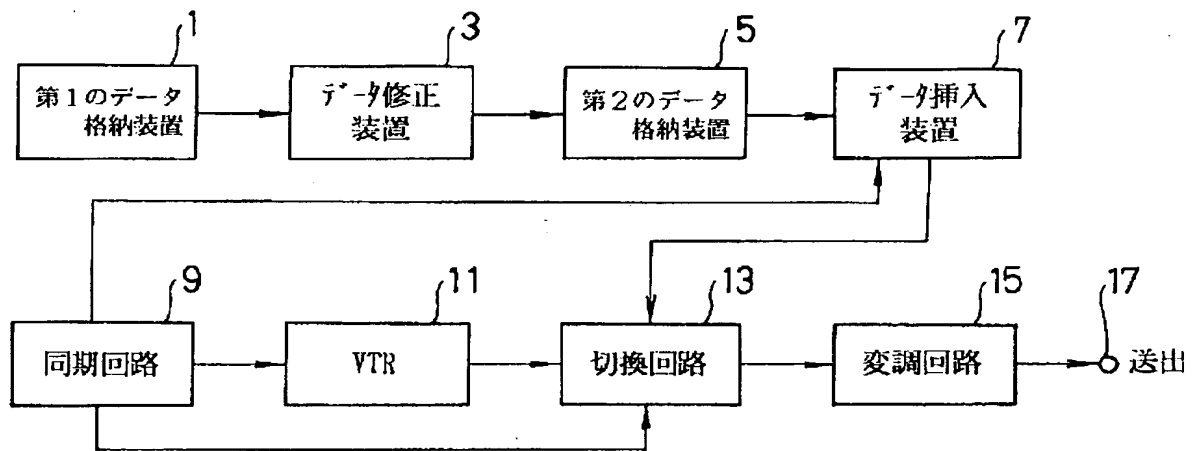 1
3
5
7
第1のデータ
格納装置
データ修正
装置
第2のデータ
格納装置
データ挿入
装置
9
11
13
15
17
同期回路
VTR
切換回路
変調回路
送出